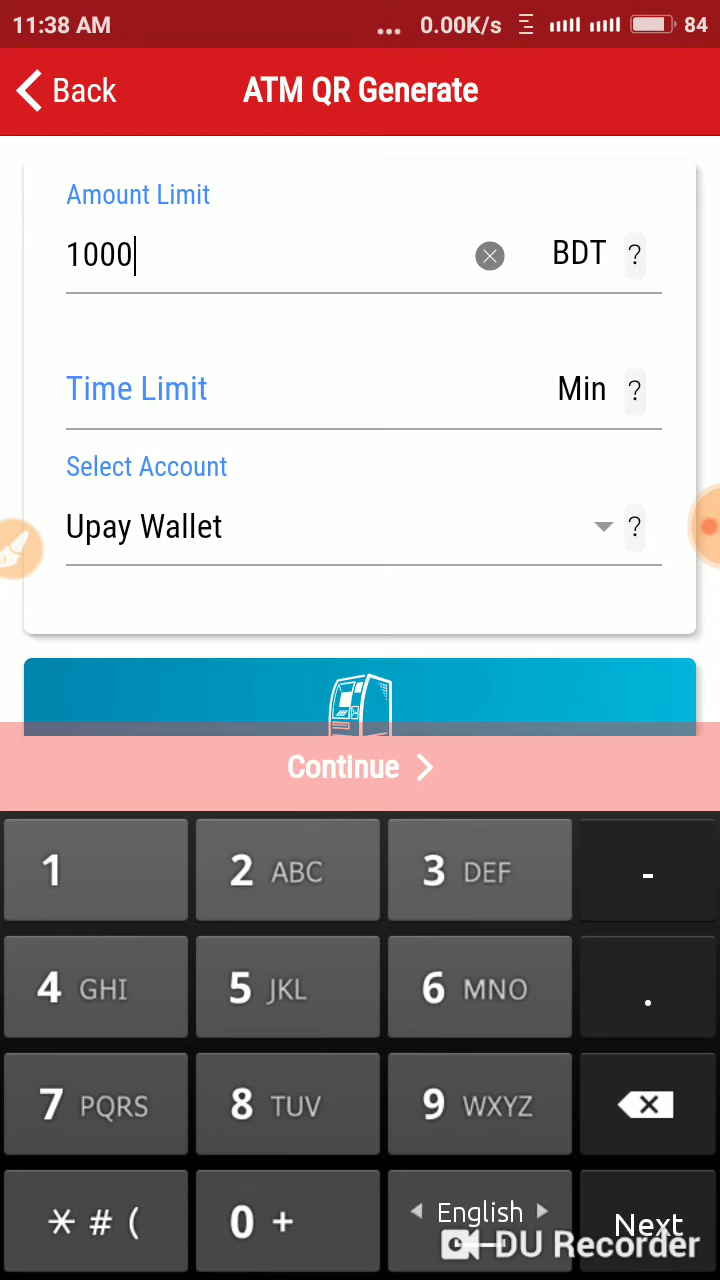 11:38 AM ... 0.00K/s 84
Back ATM QR Generate
Amount Limit
1000 BDT ?
Time Limit Min ?
Select Account
Upay Wallet ?
Continue
1 2 ABC 3 DEF -
4 GHI 5 JKL 6 MNO .
7 PQRS 8 TUV 9 WXYZ
* # ( 0 + English Next
DU Recorder